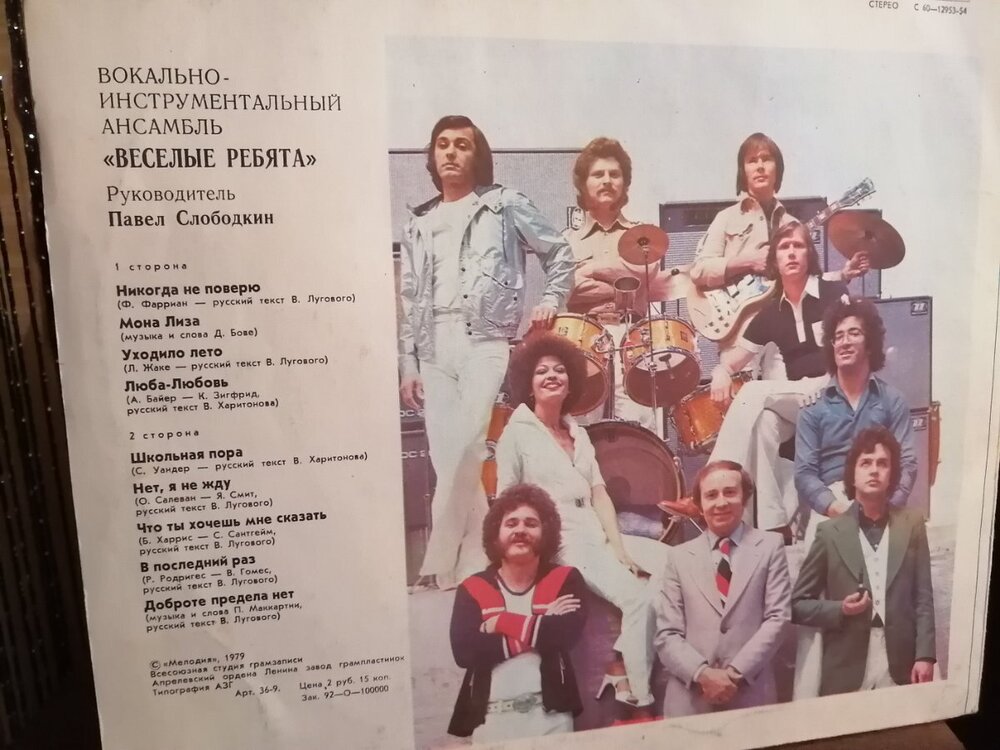 СТЕРЕО С 60—12953-54
ВОКАЛЬНО-
ИНСТРУМЕНТАЛЬНЫЙ
АНСАМБЛЬ
«ВЕСЕЛЫЕ РЕБЯТА»
Руководитель
Павел Слободкин
1 сторона
Никогда не поверю
(Ф. Фарриан — русский текст В. Лугового)
Мона Лиза
(музыка и слова Д. Бове)
Уходило лето
(Л. Жаке — русский текст В. Лугового)
Люба-Любовь
(А. Байер — К. Зигфрид,
русский текст В. Харитонова)
2 сторона
Школьная пора
(С. Уандер — русский текст В. Харитонова)
Нет, я не жду
(О. Салеван — Я. Смит,
русский текст В. Лугового)
Что ты хочешь мне сказать
(Б. Харрис — С. Сантгейм,
русский текст В. Лугового)
В последний раз
(Р. Родригес — В. Гомес,
русский текст В. Лугового)
Доброте предела нет
(музыка и слова П. Маккартни,
русский текст В. Лугового)
© «Мелодия», 1979
Всесоюзная студия грамзаписи
Апрелевский ордена Ленина завод грампластинок
Типография АЗГ
Арт. 36-9. Цена 2 руб. 15 коп.
Зак. 92—О—100000